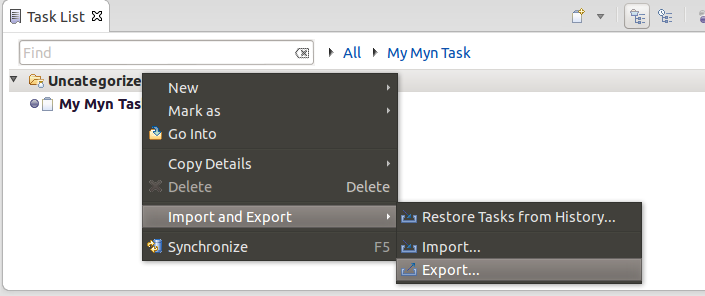 Task List
Find
All
My Myn Task
Uncategorize
New
My Myn Tas
Mark as
Go Into
Copy Details
Delete Delete
Import and Export
Restore Tasks from History...
Synchronize F5
Import...
Export...